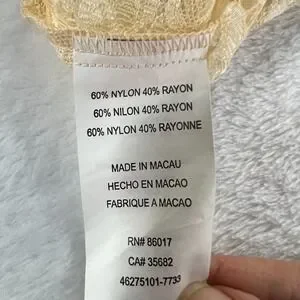 60% NYLON 40% RAYON
60% NILON 40% RAYON
60% NYLON 40% RAYONNE
MADE IN MACAU
HECHO EN MACAO
FABRIQUE A MACAO
RN# 86017
CA# 35682
46275101-7733